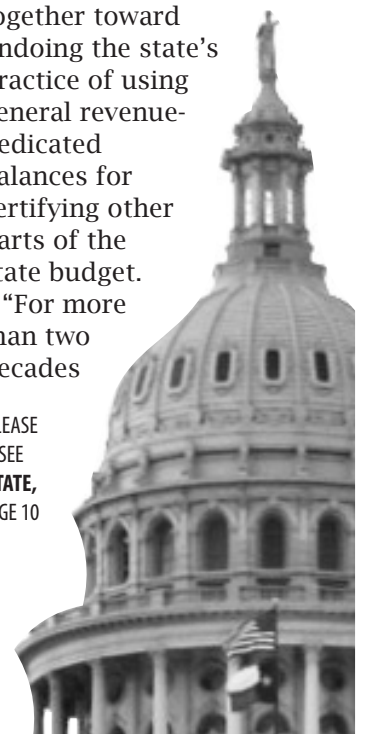 ogether toward
ndoing the state's
ractice of using
eneral revenue-
edicated
alances for
ertifying other
arts of the
tate budget.
“For more
han two
ecades
LEASE
SEE
TATE,
GE 10